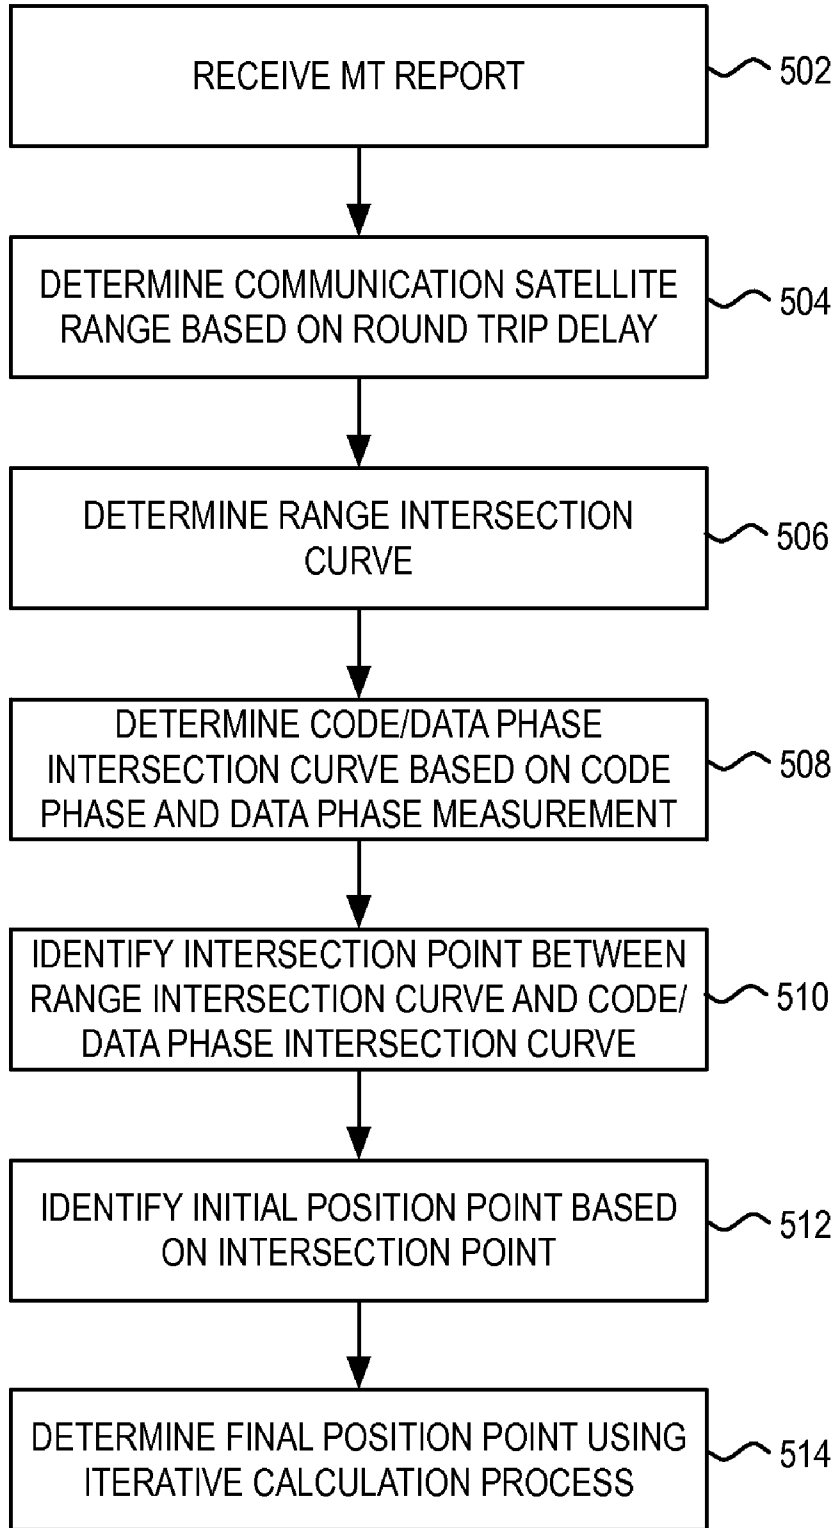 RECEIVE MT REPORT
502
DETERMINE COMMUNICATION SATELLITE
RANGE BASED ON ROUND TRIP DELAY
504
DETERMINE RANGE INTERSECTION
CURVE
506
DETERMINE CODE/DATA PHASE
INTERSECTION CURVE BASED ON CODE
PHASE AND DATA PHASE MEASUREMENT
508
IDENTIFY INTERSECTION POINT BETWEEN
RANGE INTERSECTION CURVE AND CODE/
DATA PHASE INTERSECTION CURVE
510
IDENTIFY INITIAL POSITION POINT BASED
ON INTERSECTION POINT
512
DETERMINE FINAL POSITION POINT USING
ITERATIVE CALCULATION PROCESS
514